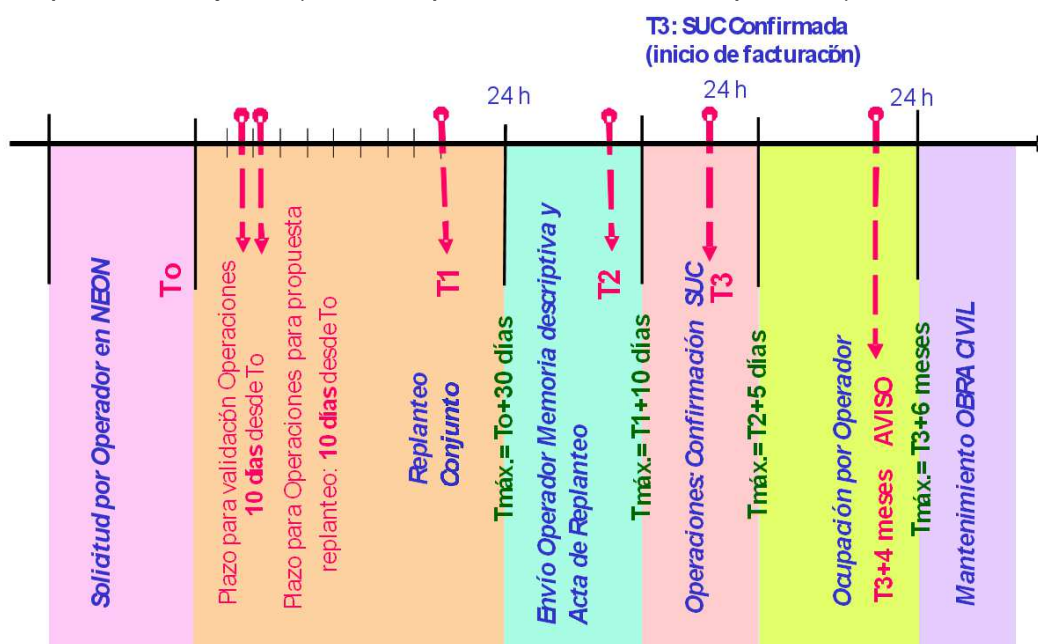 T3: SUC Confirmada
(inicio de facturación)
24 h
24 h
24 h
Solicitud por Operador en NEON
To
Plazo para validación Operaciones
10 días desde To
Plazo para Operaciones para propuesta
replanteo: 10 días desde To
Replanteo
Conjunto
T1
Tmáx.= To+30 días
Envío Operador Memoria descriptiva y
Acta de Replanteo
T2
Tmáx.= T1+10 días
Operaciones: Confirmación SUC
T3
Tmáx.= T2+5 días
Ocupación por Operador
T3+4 meses AVISO
Tmáx.= T3+6 meses
Mantenimiento OBRA CIVIL